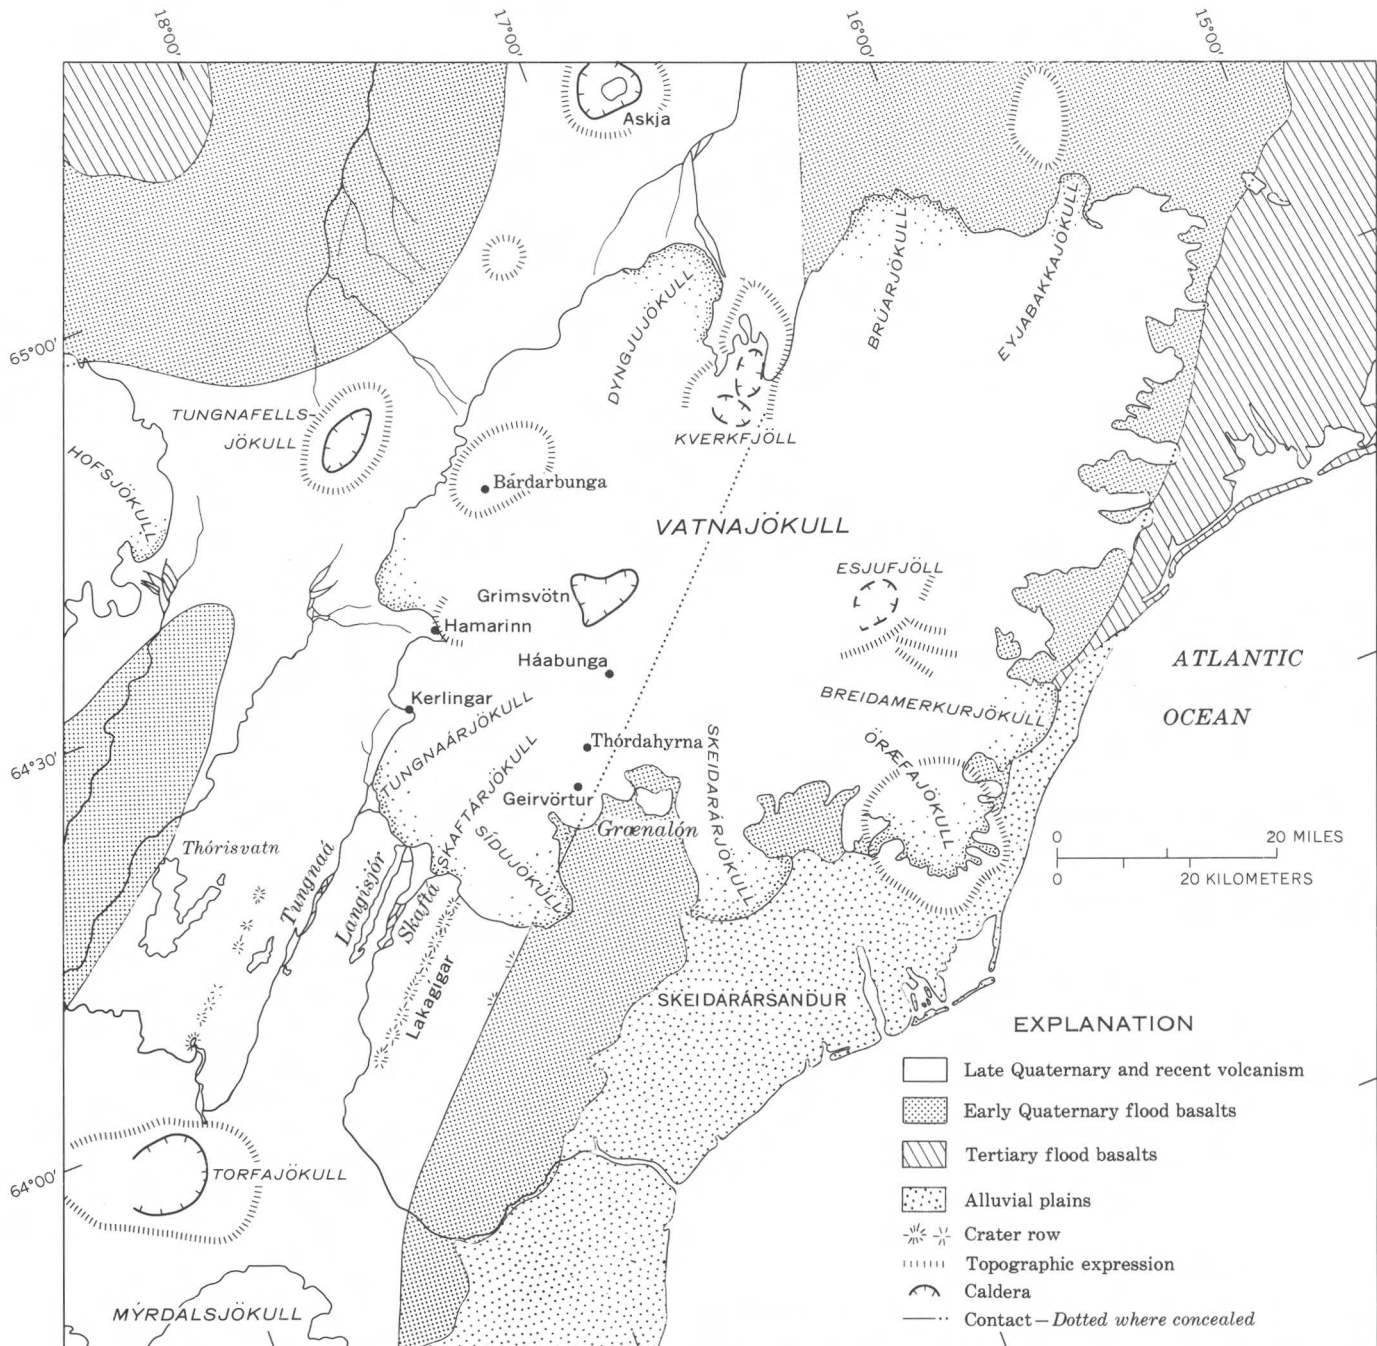 18°00′
17°00′
16°00′
15°00′
Askja
65°00′
DYNGJUJÖKULL
BRÚARJÖKULL
EYJABAKKAJÖKULL
TUNGNAFELLS-
JÖKULL
KVERKFJÖLL
HOFSJÖKULL
Bárdarbunga
VATNAJÖKULL
ESJUFJÖLL
Grimsvötn
Hamarinn
Háabunga
ATLANTIC
OCEAN
Kerlingar
BREIDAMERKURJÖKULL
TUNGNAÁRJÖKULL
64°30′
Thórdahyrna
SKEIDARÁRJÖKULL
ÖRÆFAJÖKULL
SKAFTÁRJÖKULL
Geirvörtur
SÍDUJÖKULL
Grænalón
0 20 MILES
0 20 KILOMETERS
Thórisvatn
Tungnaá
Langisjór
Skaftá
Lakagigar
SKEIDARÁRSANDUR
64°00′
TORFAJÖKULL
MÝRDALSJÖKULL
EXPLANATION
Late Quaternary and recent volcanism
Early Quaternary flood basalts
Tertiary flood basalts
Alluvial plains
Crater row
Topographic expression
Caldera
Contact—Dotted where concealed